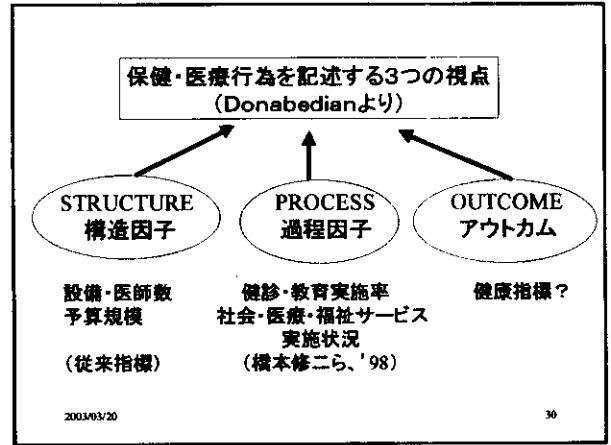 保健・医療行為を記述する3つの視点
(Donabedianより)
STRUCTURE
構造因子
PROCESS
過程因子
OUTCOME
アウトカム
設備・医師数
予算規模
(従来指標)
健診・教育実施率
社会・医療・福祉サービス
実施状況
(橋本修二ら、'98)
健康指標？
2003/03/20
30